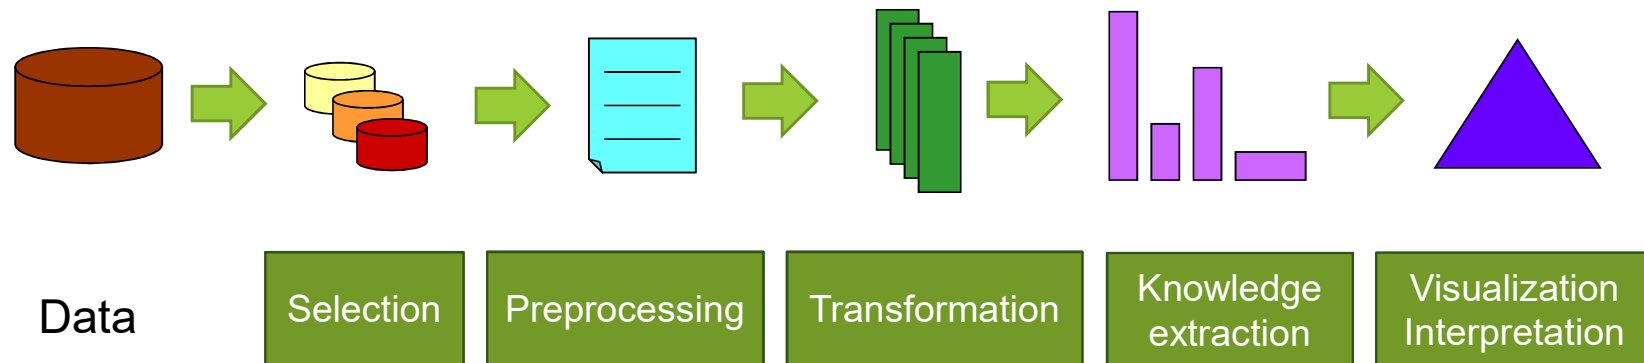 Data
Selection
Preprocessing
Transformation
Knowledge
extraction
Visualization
Interpretation